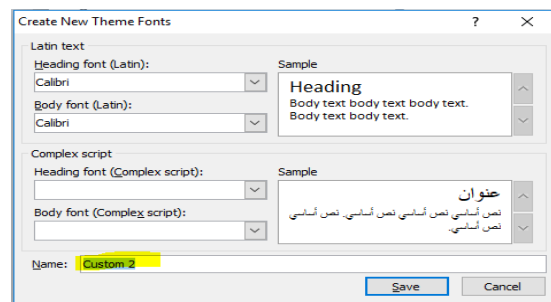 Create New Theme Fonts
Latin text
Heading font (Latin):
Calibri
Body font (Latin):
Calibri
Sample
Heading
Body text body text body text.
Body text body text.
Complex script
Heading font (Complex script):
Body font (Complex script):
Sample
عنوان
نص أساسي نص أساسي نص أساسي. نص أساسي
نص أساسي.
Name: Custom 2
Save Cancel